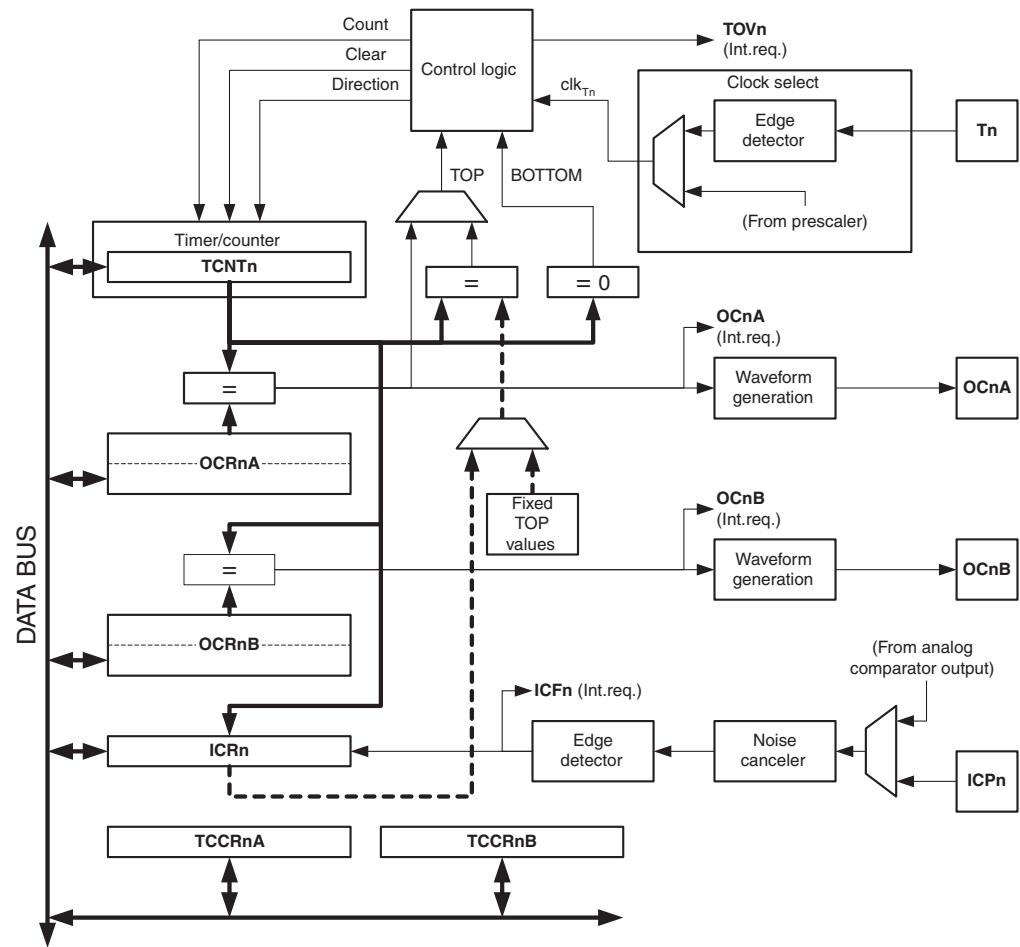 Count
Clear
Direction
Control logic
TOVn
(Int.req.)
clkTn
Clock select
Edge
detector
Tn
(From prescaler)
TOP
BOTTOM
Timer/counter
TCNTn
=
= 0
OCnA
(Int.req.)
=
Waveform
generation
OCnA
OCRnA
Fixed
TOP
values
OCnB
(Int.req.)
=
Waveform
generation
OCnB
OCRnB
DATA BUS
(From analog
comparator output)
ICFn (Int.req.)
ICRn
Edge
detector
Noise
canceler
ICPn
TCCRnA
TCCRnB